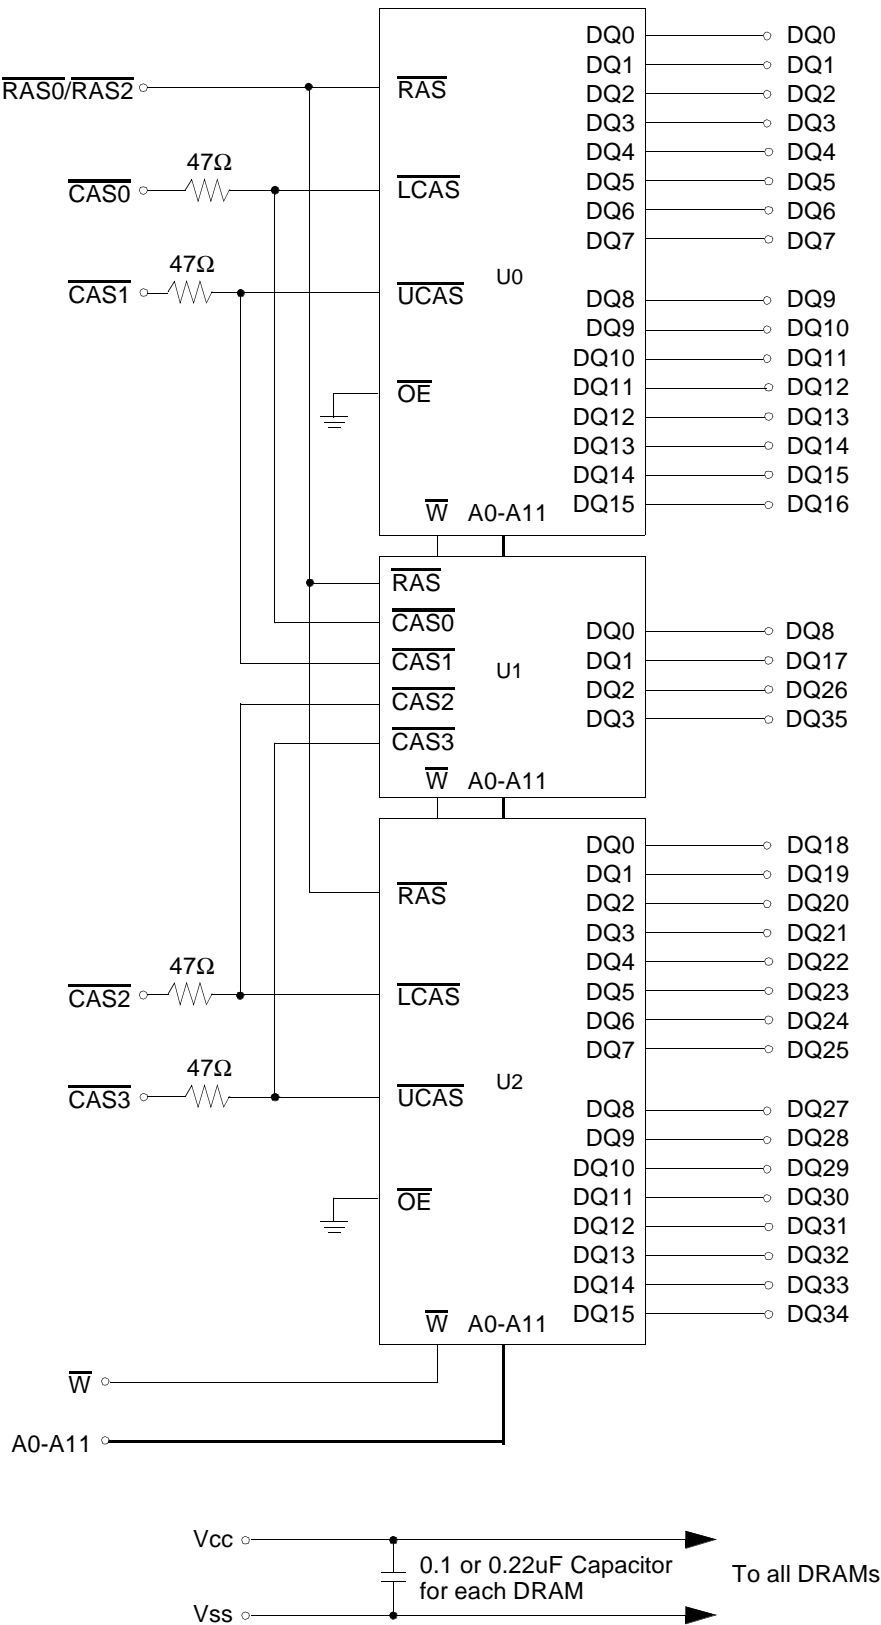 DQ0 DQ0
DQ1 DQ1
RAS0/RAS2 RAS DQ2 DQ2
DQ3 DQ3
47Ω DQ4 DQ4
CAS0 LCAS DQ5 DQ5
DQ6 DQ6
DQ7 DQ7
47Ω U0
CAS1 UCAS DQ8 DQ9
DQ9 DQ10
DQ10 DQ11
OE DQ11 DQ12
DQ12 DQ13
DQ13 DQ14
DQ14 DQ15
W A0-A11 DQ15 DQ16
RAS
CAS0 DQ0 DQ8
CAS1 U1 DQ1 DQ17
CAS2 DQ2 DQ26
CAS3 DQ3 DQ35
W A0-A11
DQ0 DQ18
DQ1 DQ19
RAS DQ2 DQ20
DQ3 DQ21
47Ω DQ4 DQ22
CAS2 LCAS DQ5 DQ23
DQ6 DQ24
DQ7 DQ25
47Ω U2
CAS3 UCAS DQ8 DQ27
DQ9 DQ28
DQ10 DQ29
OE DQ11 DQ30
DQ12 DQ31
DQ13 DQ32
DQ14 DQ33
W A0-A11 DQ15 DQ34
W
A0-A11
Vcc
0.1 or 0.22uF Capacitor
for each DRAM
To all DRAMs
Vss